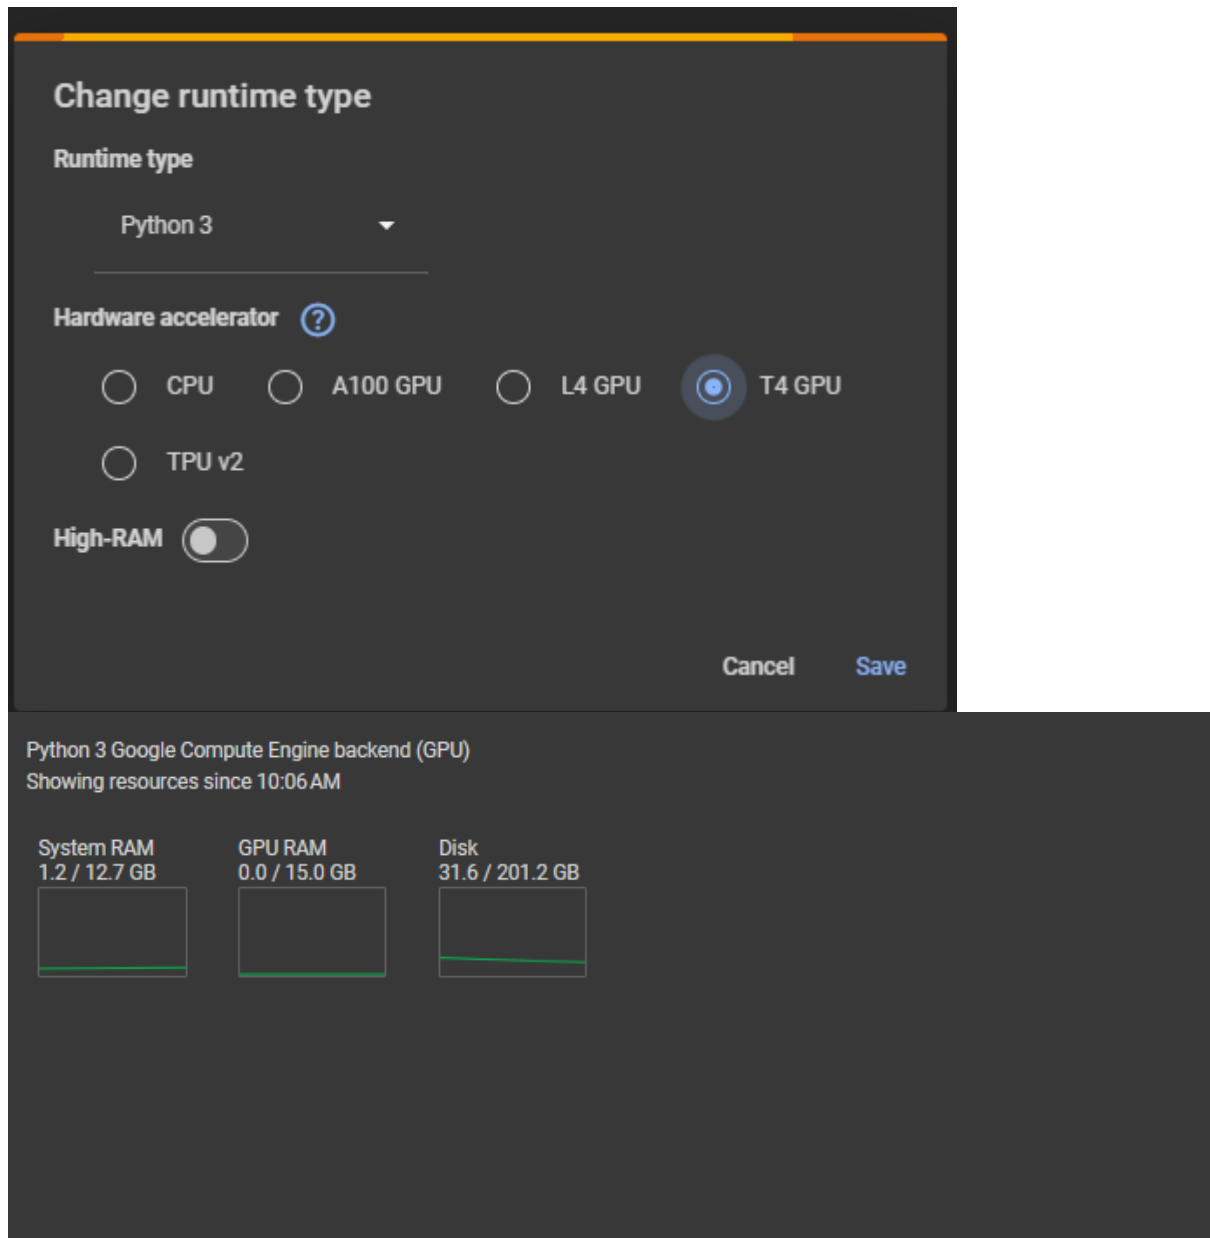 Change runtime type
Runtime type
Python 3
Hardware accelerator ?
CPU A100 GPU L4 GPU T4 GPU
TPU v2
High-RAM
Cancel Save
Python 3 Google Compute Engine backend (GPU)
Showing resources since 10:06 AM
System RAM GPU RAM Disk
1.2 / 12.7 GB 0.0 / 15.0 GB 31.6 / 201.2 GB